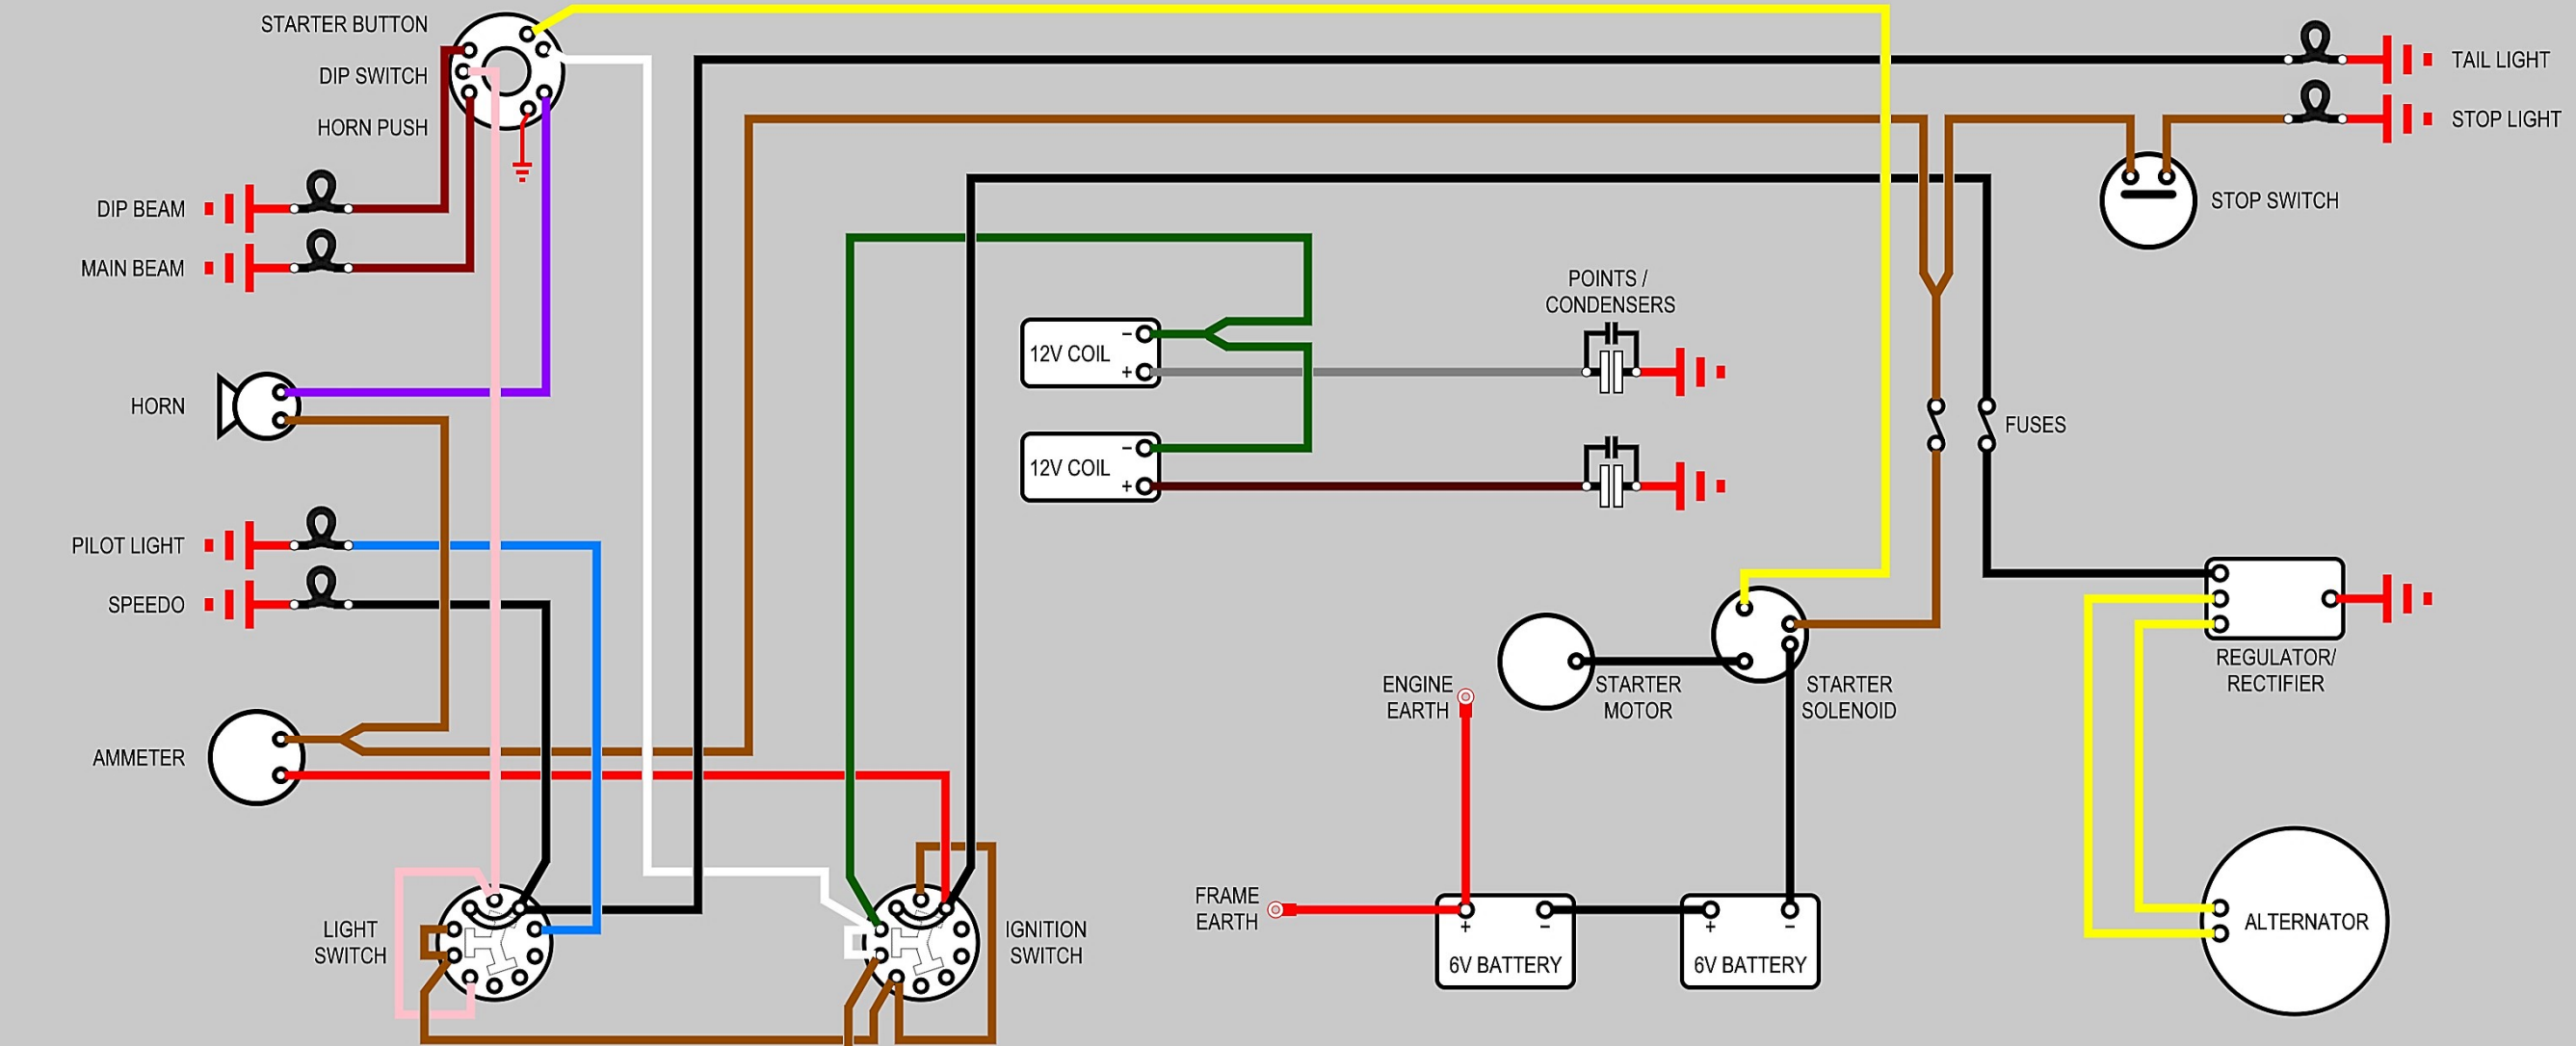 STARTER BUTTON
DIP SWITCH
HORN PUSH
DIP BEAM
MAIN BEAM
HORN
PILOT LIGHT
SPEEDO
AMMETER
LIGHT
SWITCH
IGNITION
SWITCH
−
12V COIL
+
−
12V COIL
+
POINTS /
CONDENSERS
ENGINE
EARTH
FRAME
EARTH
STARTER
MOTOR
STARTER
SOLENOID
+ −
6V BATTERY
+ −
6V BATTERY
TAIL LIGHT
STOP LIGHT
STOP SWITCH
FUSES
REGULATOR/
RECTIFIER
ALTERNATOR